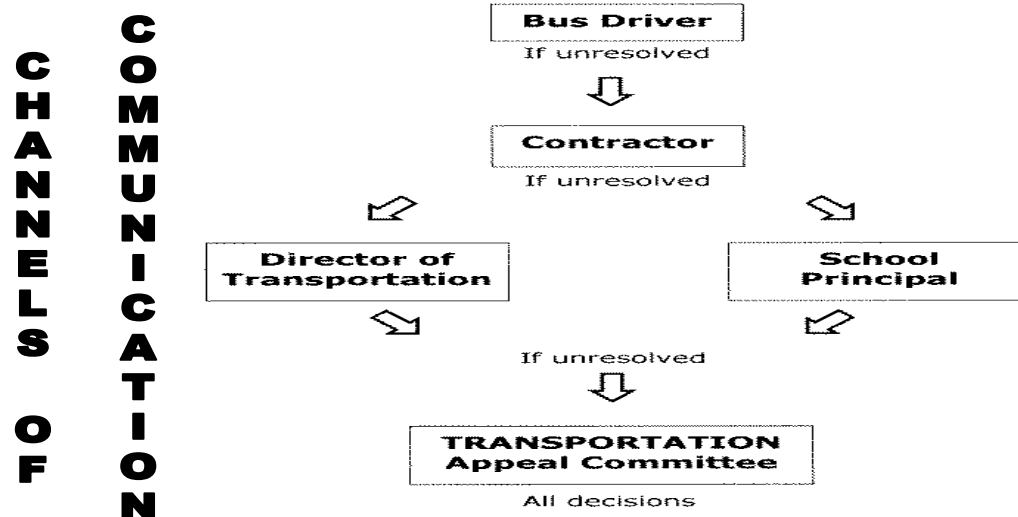 CHANNELS OF
COMMUNICATION
Bus Driver
If unresolved
Contractor
If unresolved
Director of
Transportation
School
Principal
If unresolved
TRANSPORTATION
Appeal Committee
All decisions